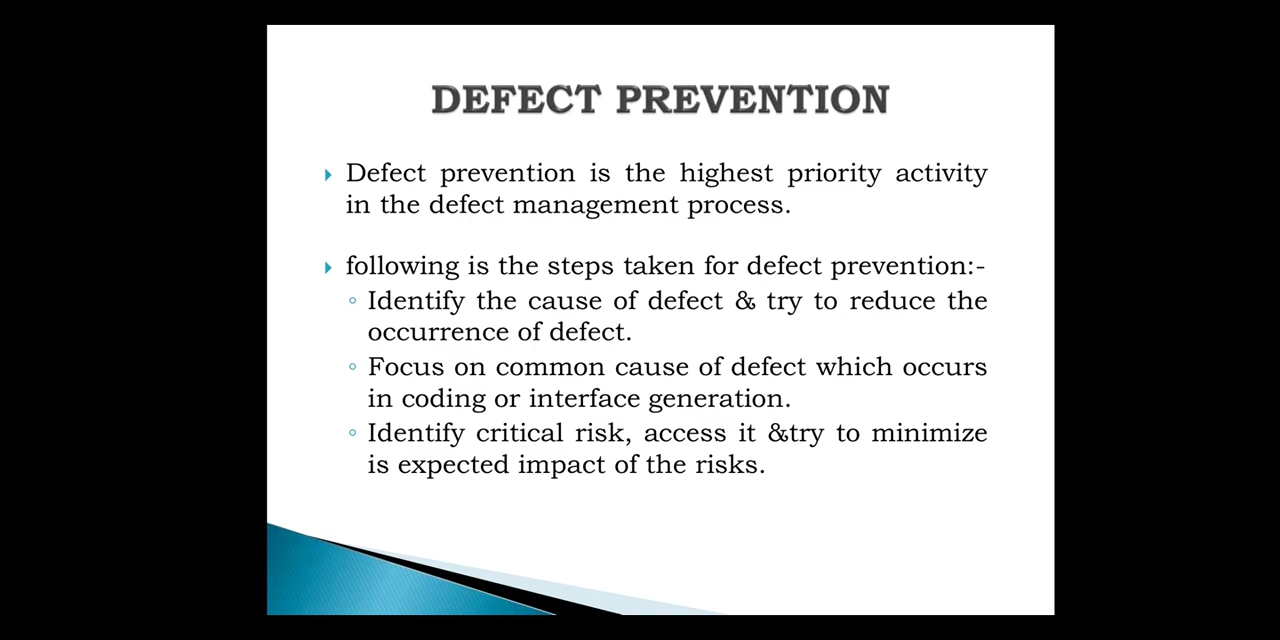 DEFECT PREVENTION
Defect prevention is the highest priority activity
in the defect management process.
following is the steps taken for defect prevention:-
Identify the cause of defect & try to reduce the
occurrence of defect.
Focus on common cause of defect which occurs
in coding or interface generation.
Identify critical risk, access it &try to minimize
is expected impact of the risks.